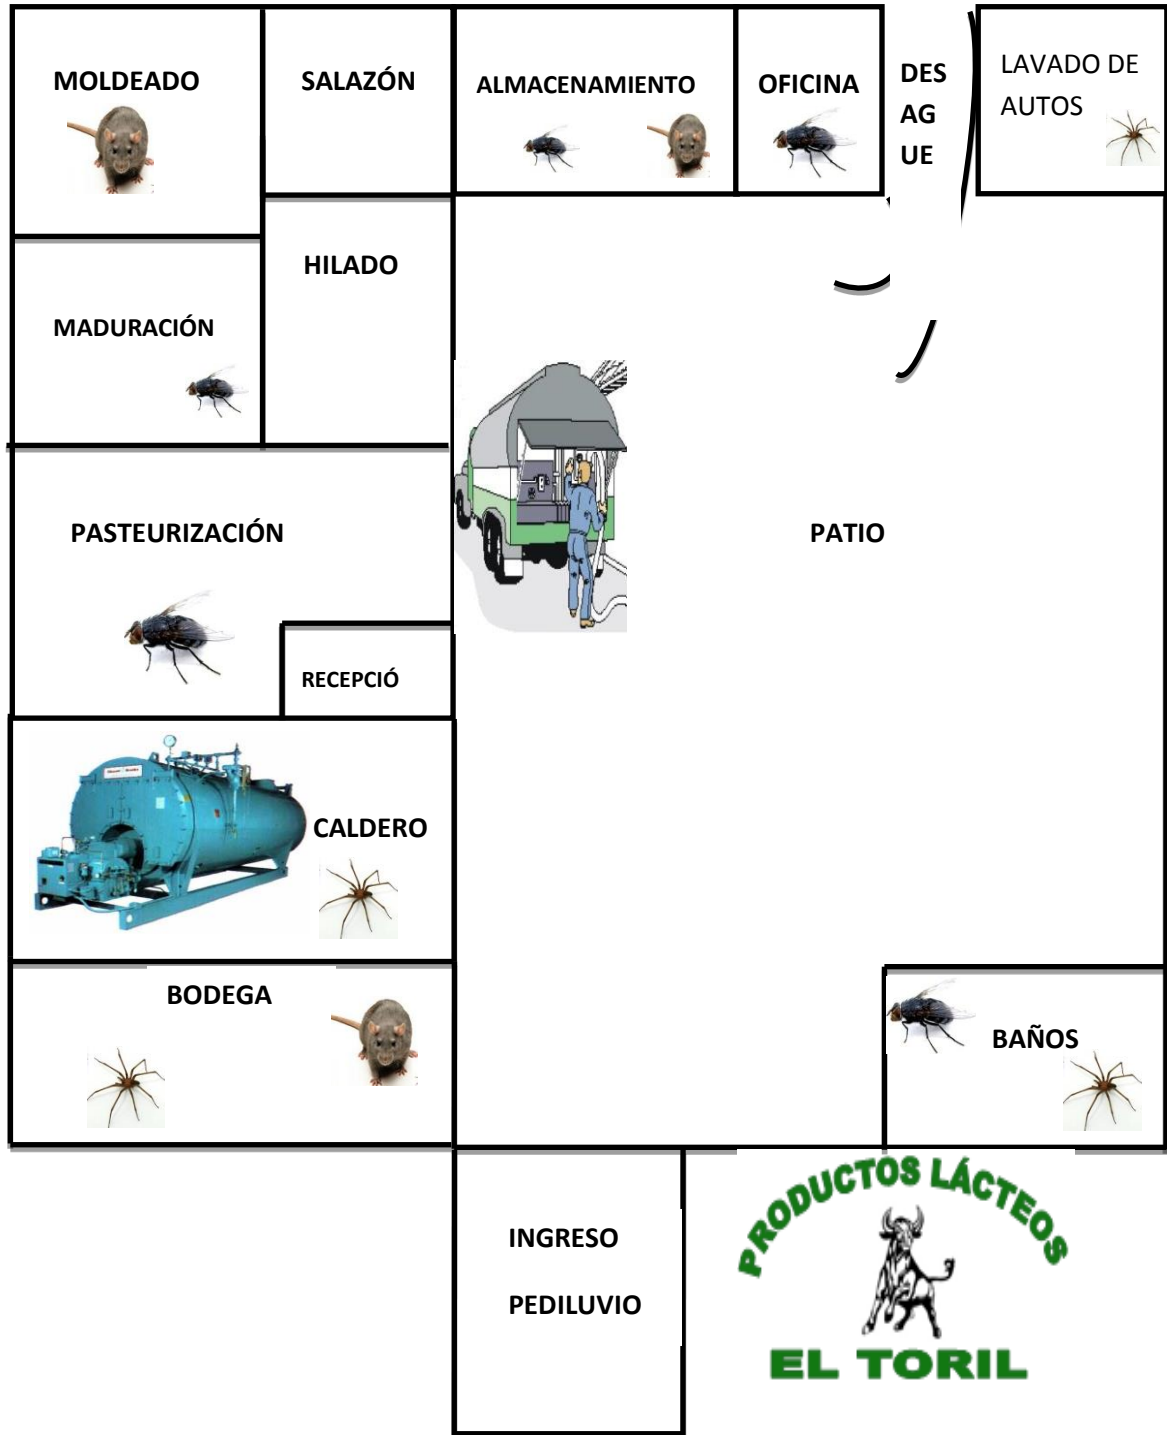 MOLDEADO
SALAZÓN
ALMACENAMIENTO
OFICINA
DES
AG
UE
LAVADO DE
AUTOS
HILADO
MADURACIÓN
PASTEURIZACIÓN
PATIO
RECEPCIÓ
CALDERO
BODEGA
BAÑOS
INGRESO
PEDILUVIO
PRODUCTOS LÁCTEOS
EL TORIL